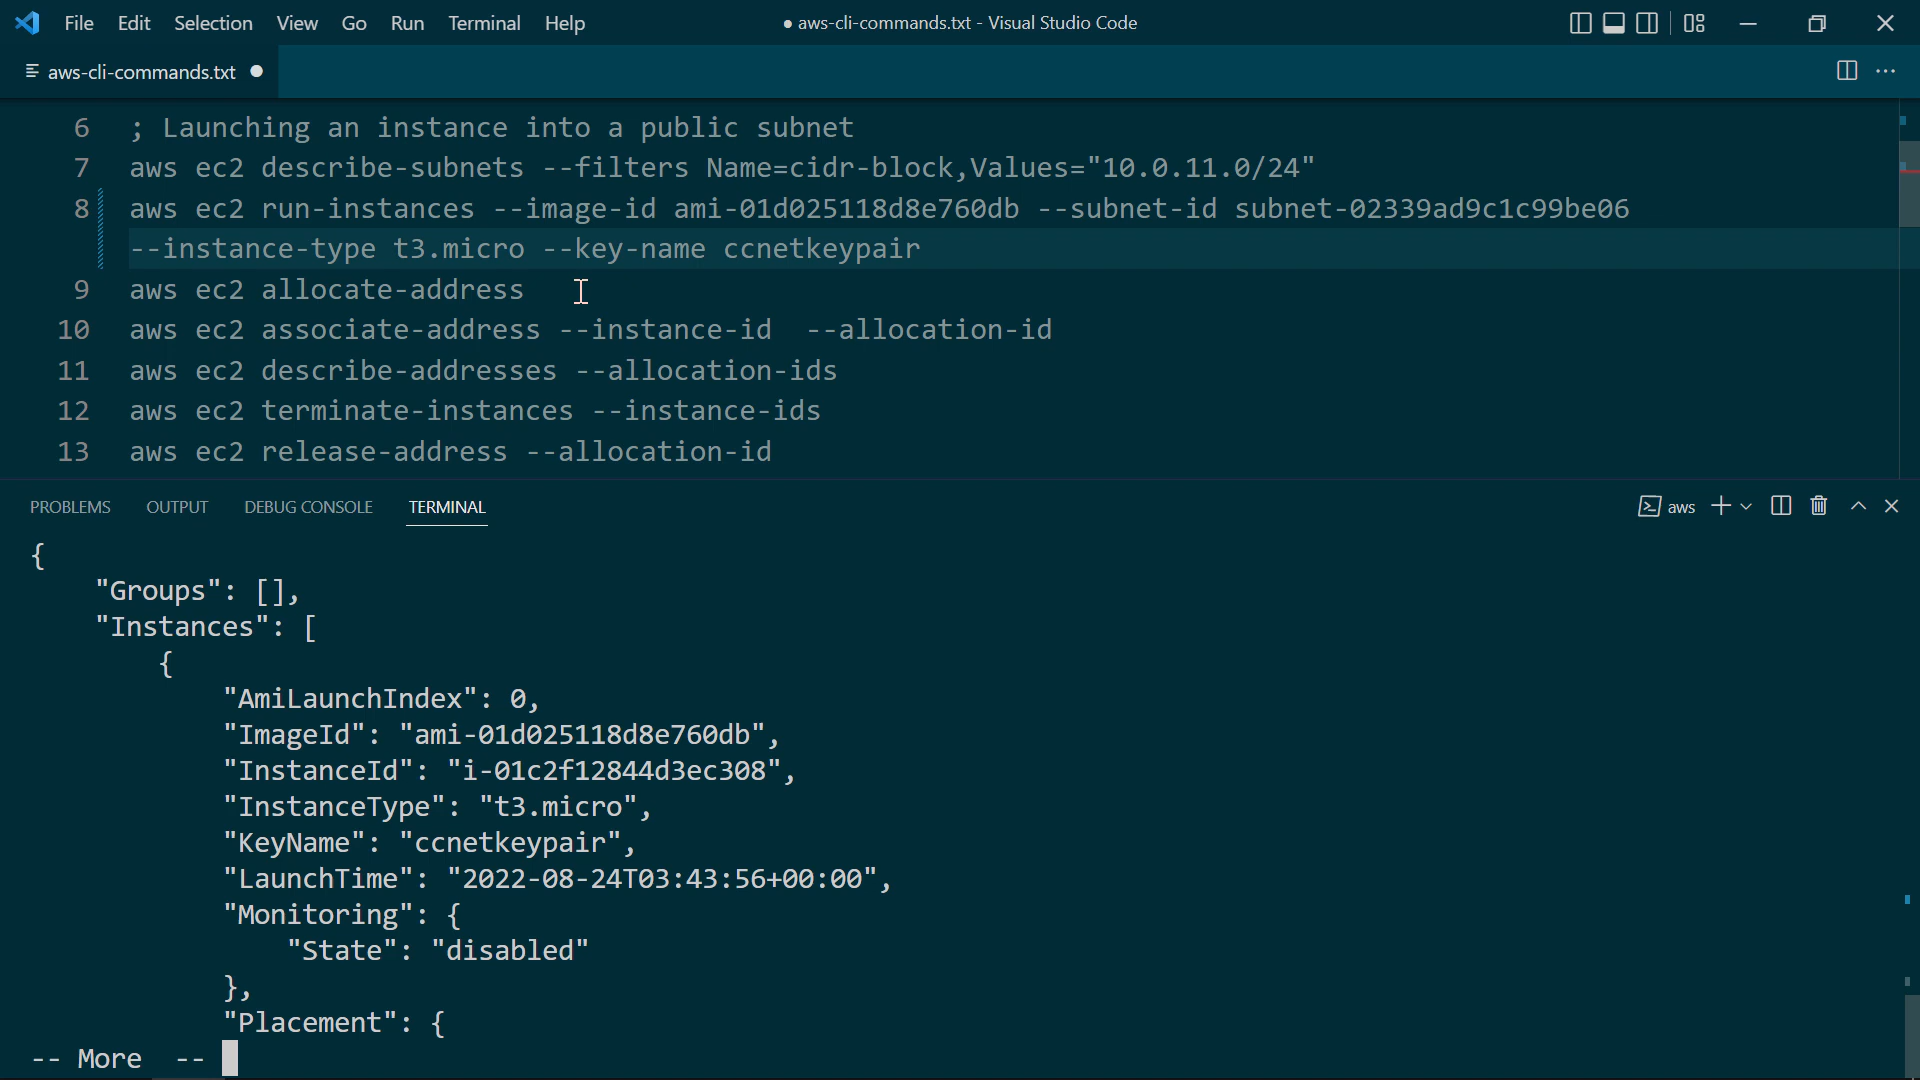 File Edit Selection View Go Run Terminal Help
● aws-cli-commands.txt - Visual Studio Code
aws-cli-commands.txt ●
6 ; Launching an instance into a public subnet
7 aws ec2 describe-subnets --filters Name=cidr-block,Values="10.0.11.0/24"
8 aws ec2 run-instances --image-id ami-01d025118d8e760db --subnet-id subnet-02339ad9c1c99be06
--instance-type t3.micro --key-name ccnetkeypair
9 aws ec2 allocate-address
10 aws ec2 associate-address --instance-id  --allocation-id
11 aws ec2 describe-addresses --allocation-ids
12 aws ec2 terminate-instances --instance-ids
13 aws ec2 release-address --allocation-id
PROBLEMS OUTPUT DEBUG CONSOLE TERMINAL
aws
{
    "Groups": [],
    "Instances": [
        {
            "AmiLaunchIndex": 0,
            "ImageId": "ami-01d025118d8e760db",
            "InstanceId": "i-01c2f12844d3ec308",
            "InstanceType": "t3.micro",
            "KeyName": "ccnetkeypair",
            "LaunchTime": "2022-08-24T03:43:56+00:00",
            "Monitoring": {
                "State": "disabled"
            },
            "Placement": {
-- More  --